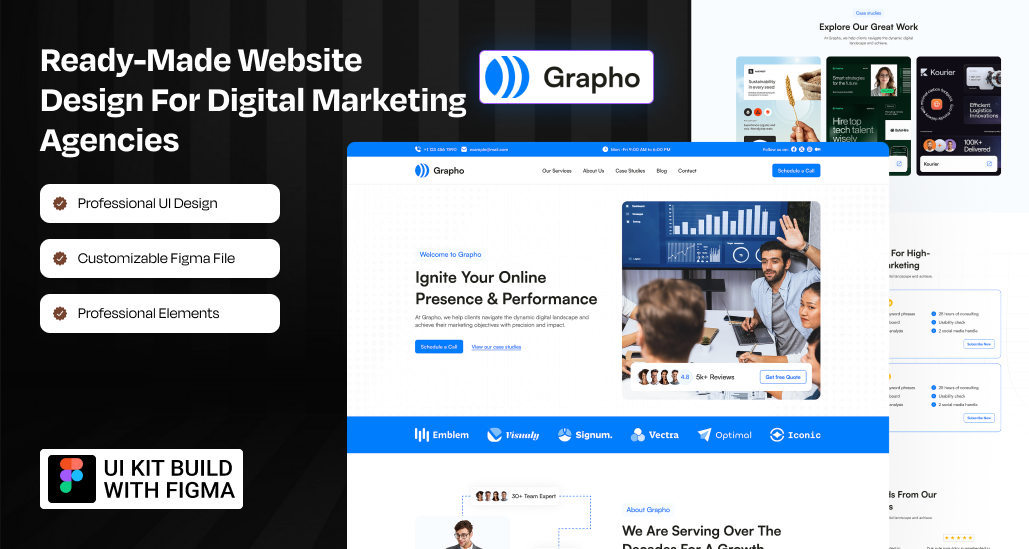 Ready-Made Website
Design For Digital Marketing
Agencies
Professional UI Design
Customizable Figma File
Professional Elements
UI KIT BUILD
WITH FIGMA
Grapho
+1 123 456 7890
example@mail.com
Mon - Fri 9:00 AM to 6:00 PM
Follow us on:
Grapho
Our Services
About Us
Case Studies
Blog
Contact
Schedule a Call
Welcome to Grapho
Ignite Your Online
Presence & Performance
At Grapho, we help clients navigate the dynamic digital landscape and
achieve their marketing objectives with precision and impact.
Schedule a Call
View our case studies
4.8
5k+ Reviews
Get free Quote
Emblem
Visualy
Signum.
Vectra
Optimal
Iconic
30+ Team Expert
About Grapho
We Are Serving Over The
Decades For A Growth
Case studies
Explore Our Great Work
At Grapho, we help clients navigate the dynamic digital
landscape and achieve.
Sustainability
in every seed
Smart strategies
for the future
Hire top
tech talent
wisely
Kourier
Efficient
Logistics
Innovations
100K+
Delivered
Kourier
For High-
landscape and achieve.
25 hours of consulting
Usability check
2 social media handle
Subscribe Now
25 hours of consulting
Usability check
2 social media handle
Subscribe Now
From Our
landscape and achieve.